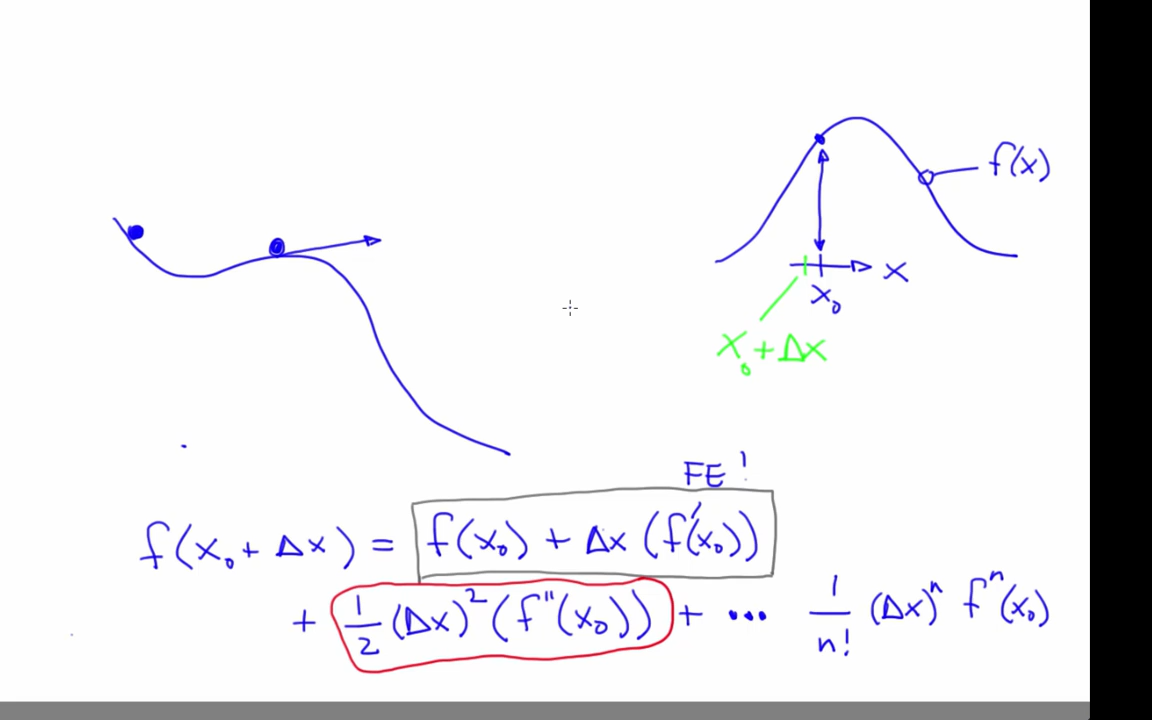 f(x)
x
x₀
x₀ + Δx
FE !
f(x₀ + Δx) = f(x₀) + Δx (f'(x₀))
+ 1/2 (Δx)² (f"(x₀)) + ... 1/n! (Δx)ⁿ fⁿ(x₀)